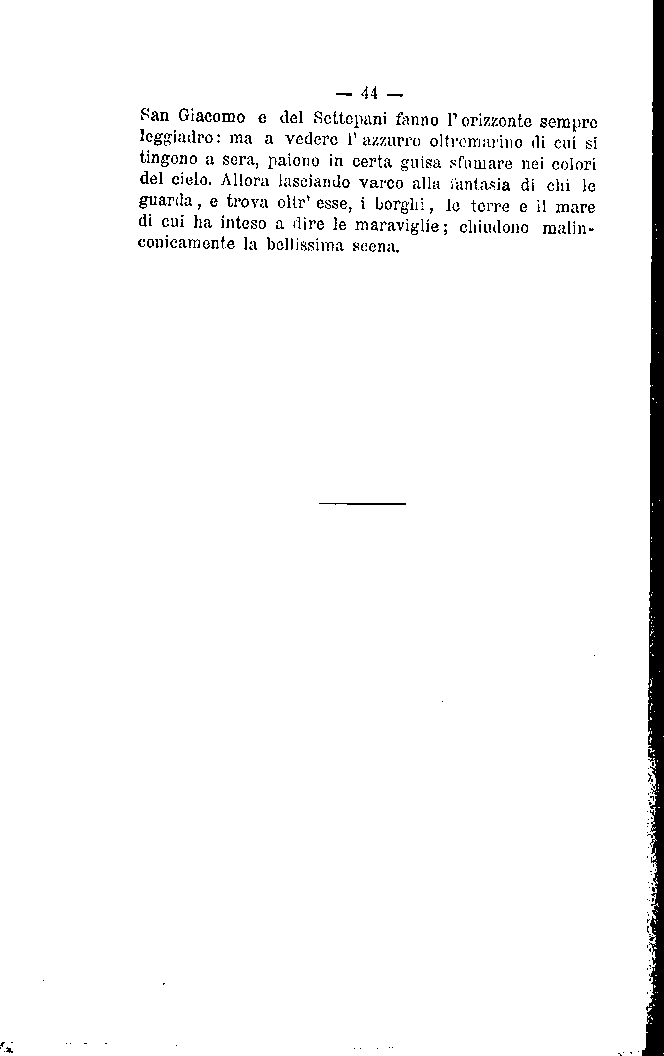 — 44 —
San Giacomo e del Settepani fanno l'orizzonte sempre
leggiadro: ma a vedere l'azzurro oltremarino di cui si
tingono a sera, paiono in certa guisa sfumare nei colori
del cielo. Allora lasciando varco alla fantasia di chi le
guarda, e trova oltr'esse, i borghi, le terre e il mare
di cui ha inteso a dire le maraviglie; chiudono malin-
conicamente la bellissima scena.